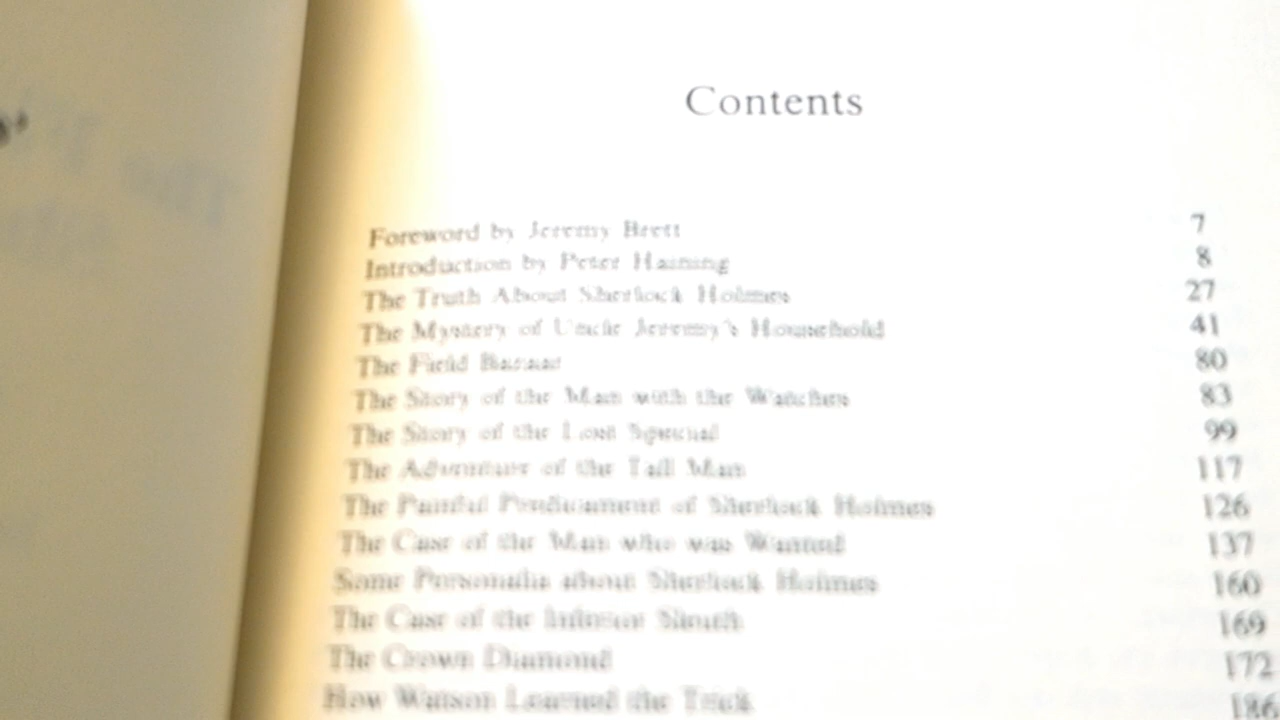 Contents
Foreword by Jeremy Brett 7
Introduction by Peter Haining 8
The Truth About Sherlock Holmes 27
The Mystery of Uncle Jeremy's Household 41
The Field Bazaar 80
The Story of the Man with the Watches 83
The Story of the Lost Special 99
The Adventure of the Tall Man 117
The Painful Predicament of Sherlock Holmes 126
The Case of the Man who was Wanted 137
Some Personalia about Sherlock Holmes 160
The Case of the Inferior Sleuth 169
The Crown Diamond 172
How Watson Learned the Trick 186